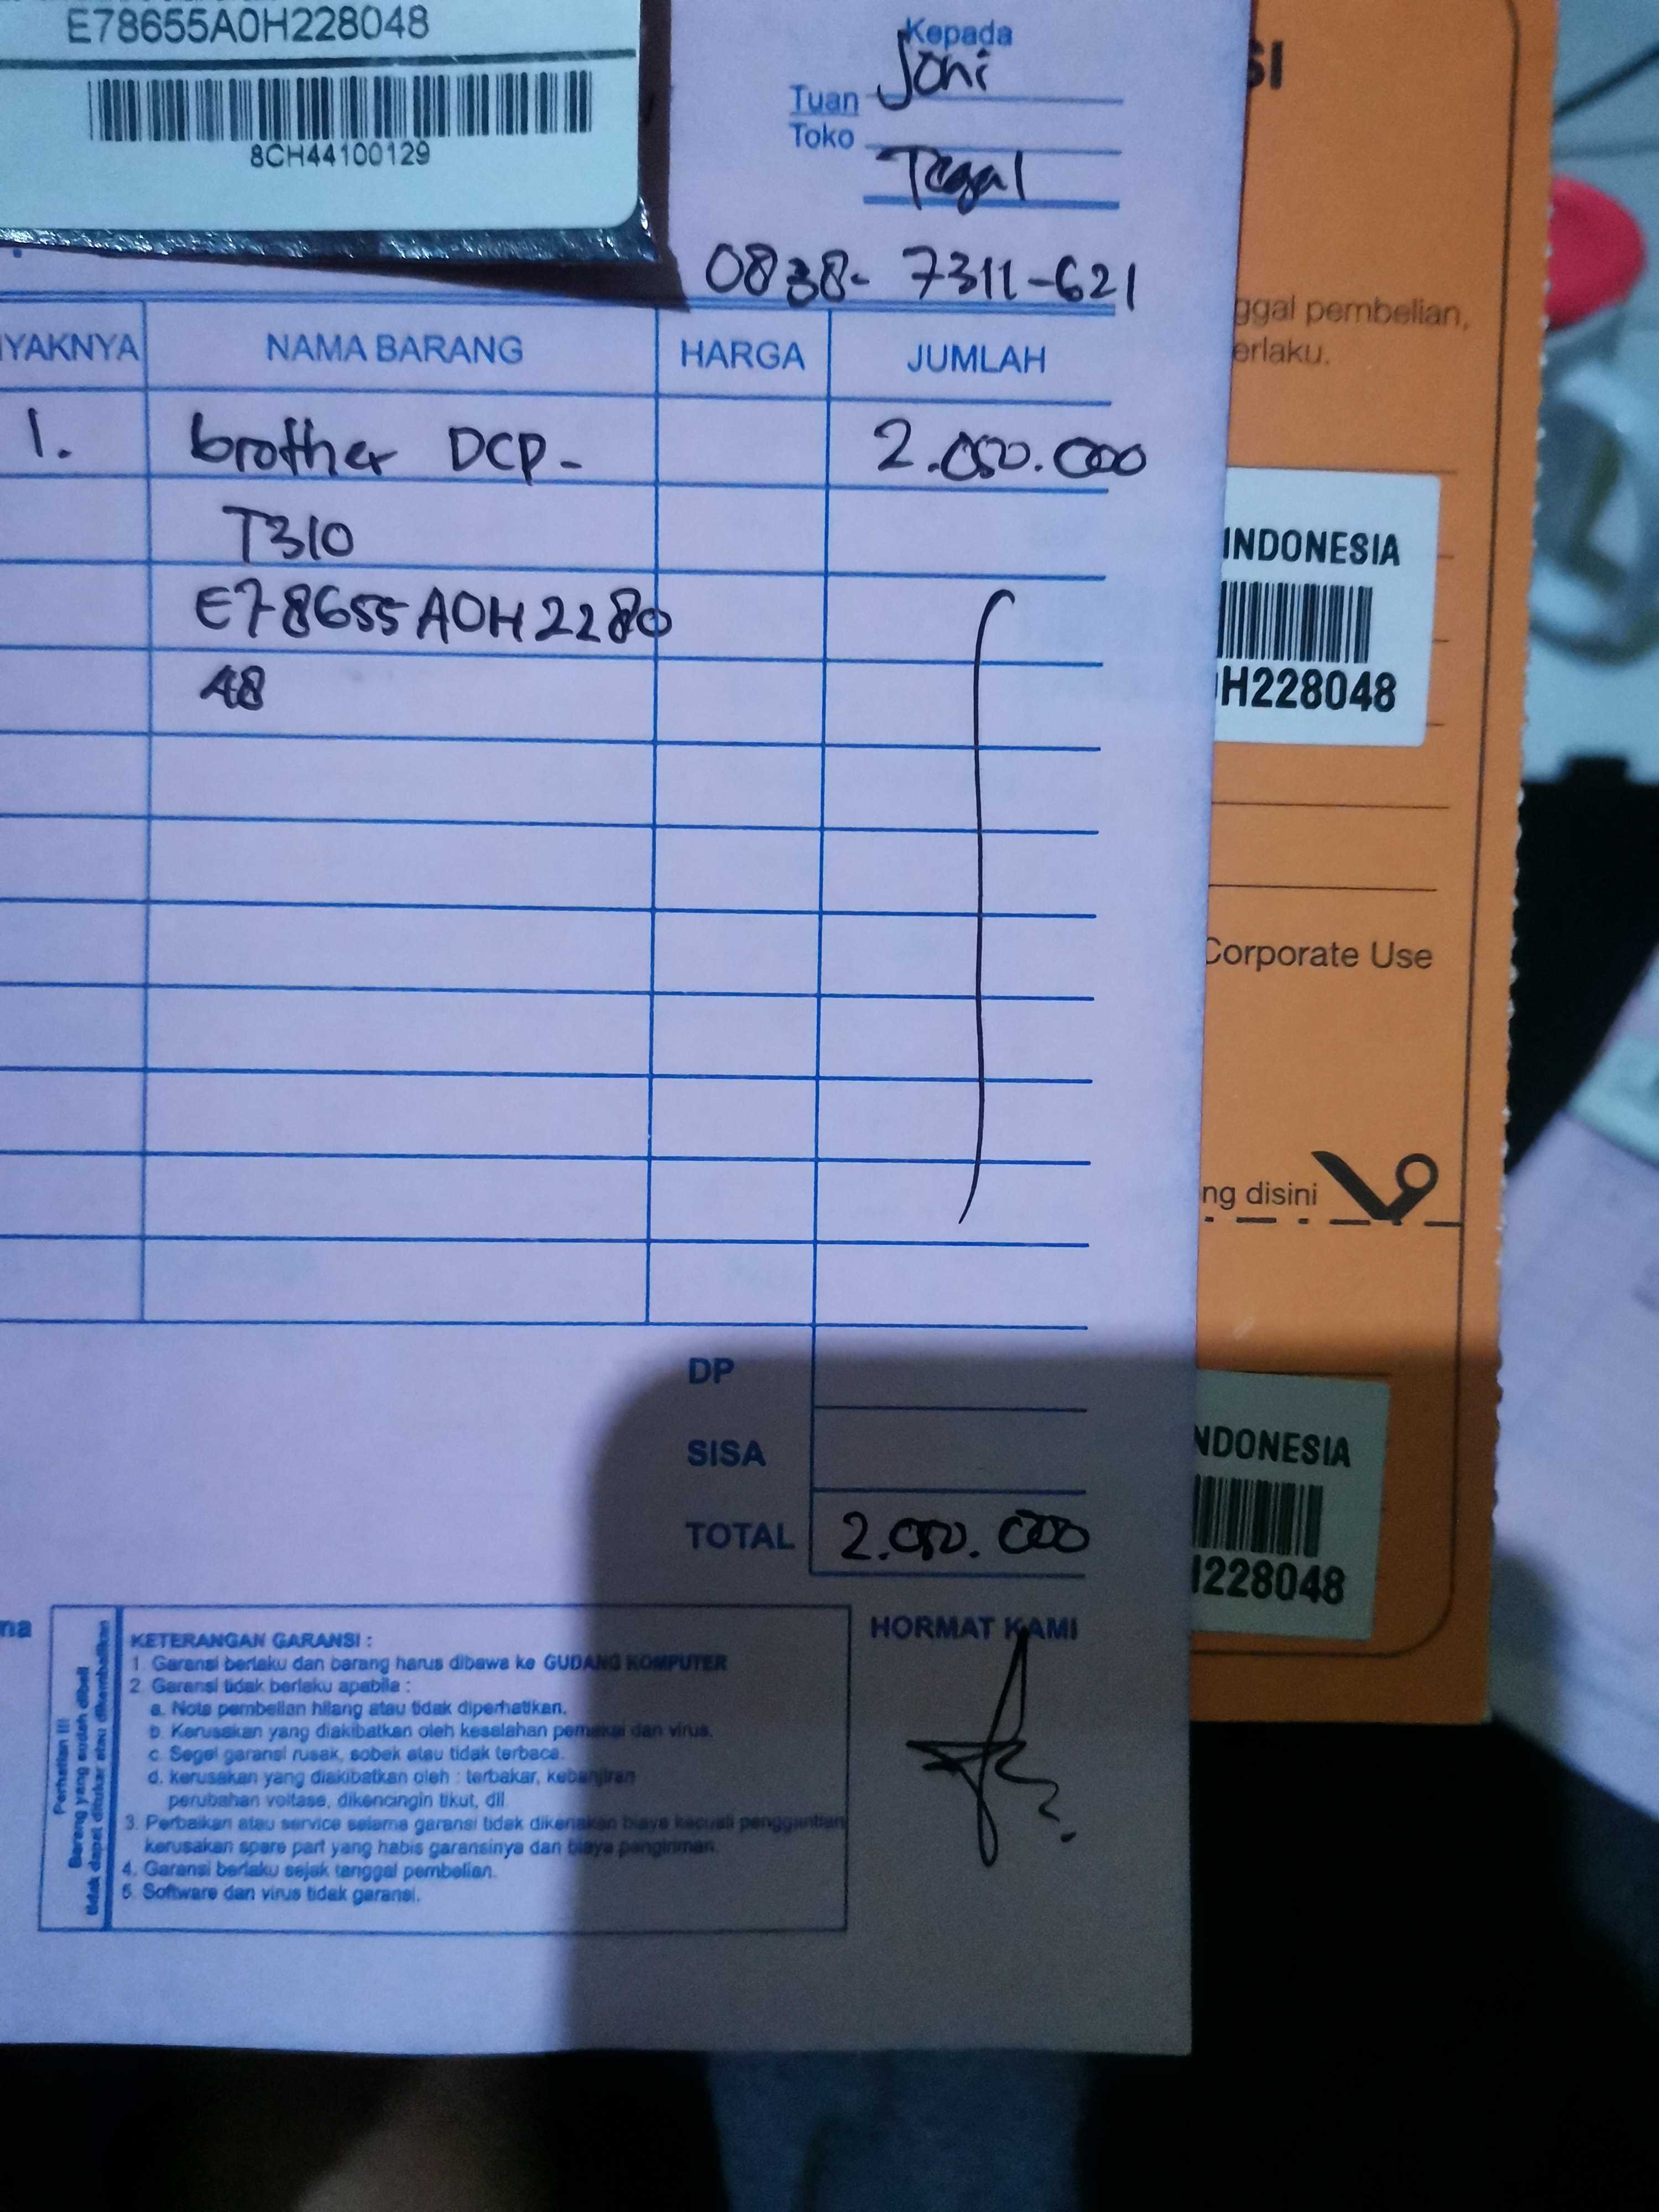 E78655A0H228048
8CH44100129
Kepada
Tuan Joni
Toko
Tegal
0838- 7311-621
YAKNYA NAMA BARANG HARGA JUMLAH
1. brother DCP- 2.050.000
T310
E78655A0H2280
48
DP
SISA
TOTAL 2.050.000
na
HORMAT KAMI
Perhatian !!!
Barang yang sudah dibeli
tidak dapat ditukar atau dikembalikan
KETERANGAN GARANSI :
1. Garansi berlaku dan barang harus dibawa ke GUDANG KOMPUTER
2. Garansi tidak berlaku apabila :
a. Nota pembelian hilang atau tidak diperhatikan.
b. Kerusakan yang diakibatkan oleh kesalahan pemakai dan virus.
c. Segel garansi rusak, sobek atau tidak terbaca.
d. kerusakan yang diakibatkan oleh : terbakar, kebanjiran
perubahan voltase, dikencingin tikut, dll
3. Perbaikan atau service selama garansi tidak dikenakan biaya kecuali penggantian
kerusakan spare part yang habis garansinya dan biaya pengiriman.
4. Garansi berlaku sejak tanggal pembelian.
5. Software dan virus tidak garansi.
SI
ggal pembelian,
erlaku.
INDONESIA
H228048
Corporate Use
ng disini
NDONESIA
228048